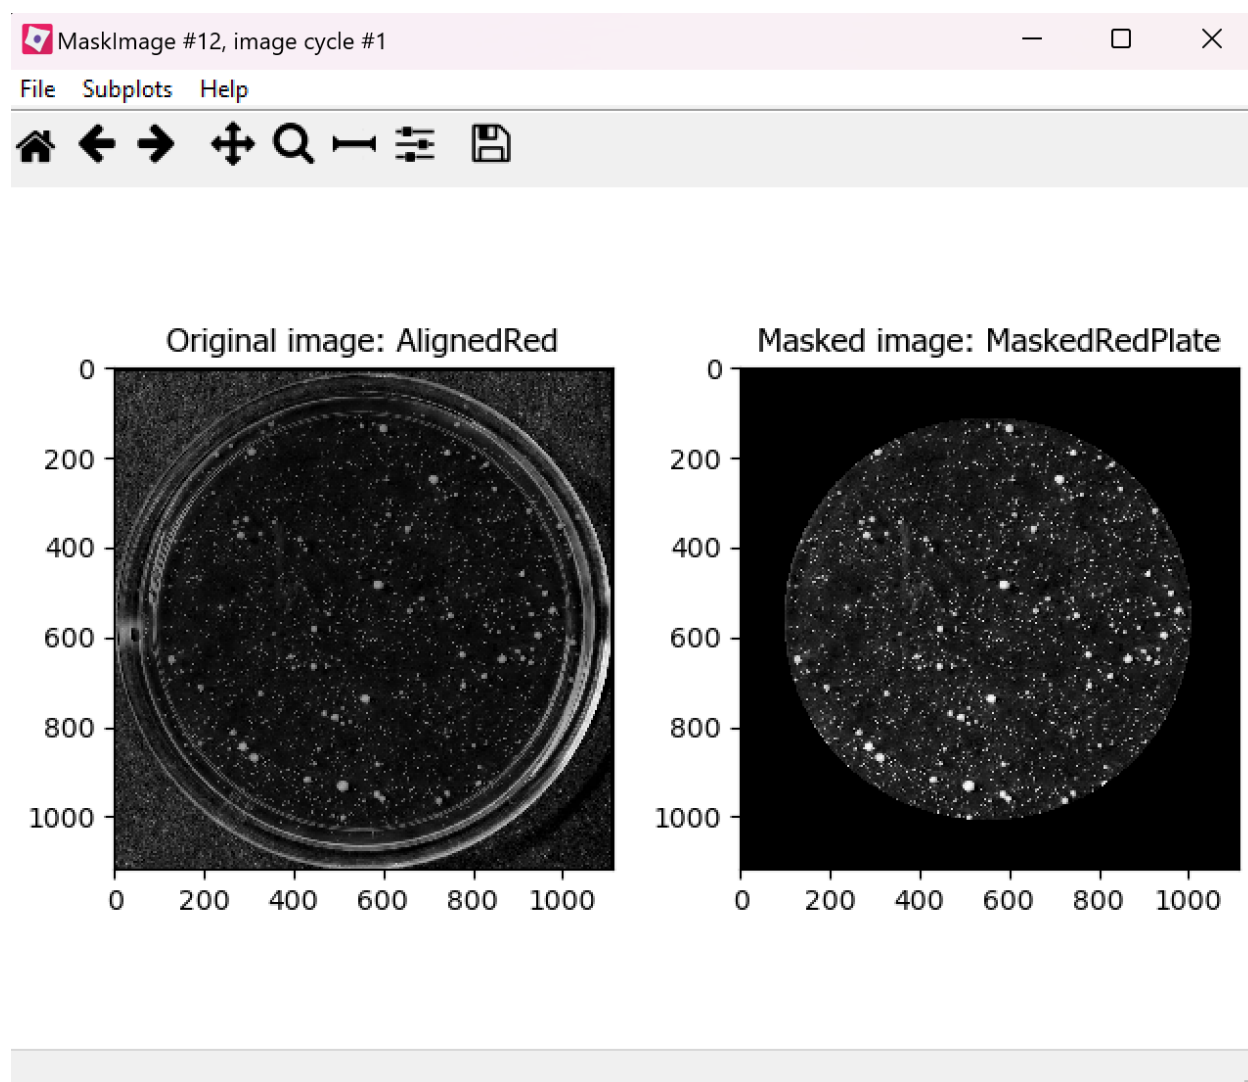 MaskImage #12, image cycle #1
File Subplots Help
Original image: AlignedRed
0
200
400
600
800
1000
0 200 400 600 800 1000
Masked image: MaskedRedPlate
0
200
400
600
800
1000
0 200 400 600 800 1000